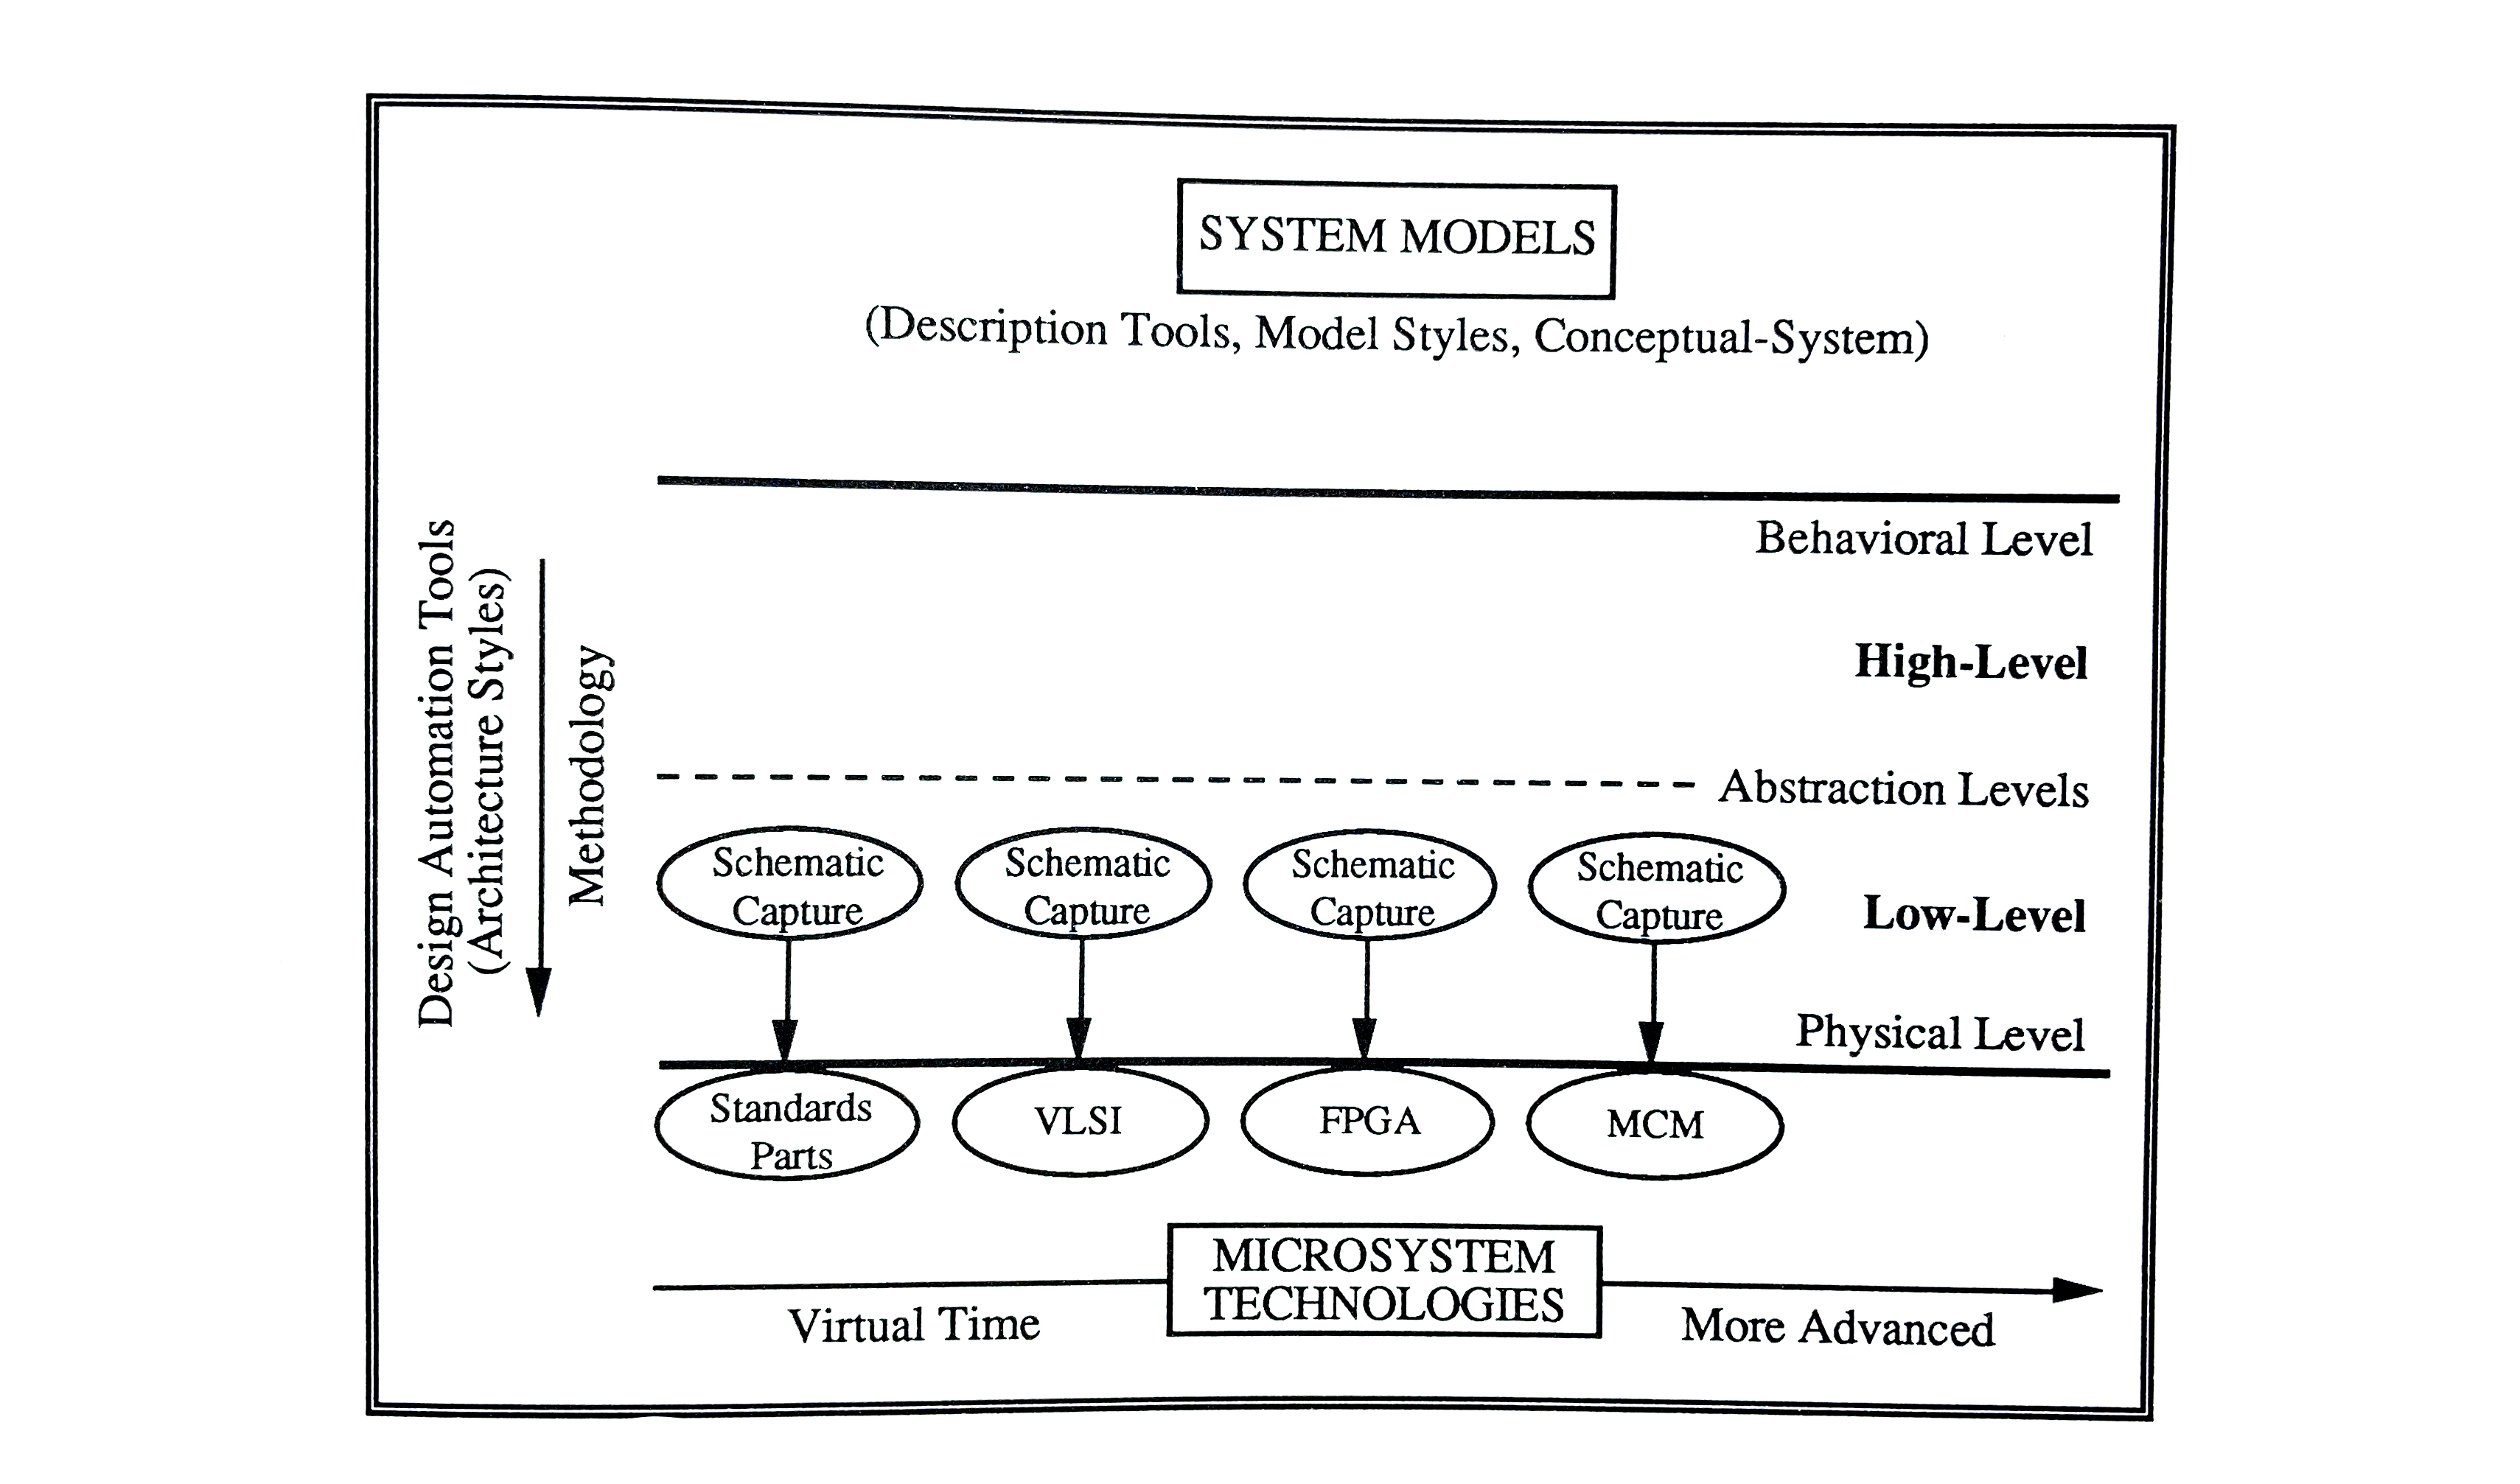 SYSTEM MODELS
(Description Tools, Model Styles, Conceptual-System)
Design Automation Tools
(Architecture Styles)
Methodology
Behavioral Level
High-Level
Abstraction Levels
Schematic
Capture
Schematic
Capture
Schematic
Capture
Schematic
Capture
Low-Level
Physical Level
Standards
Parts
VLSI
FPGA
MCM
MICROSYSTEM
TECHNOLOGIES
Virtual Time
More Advanced